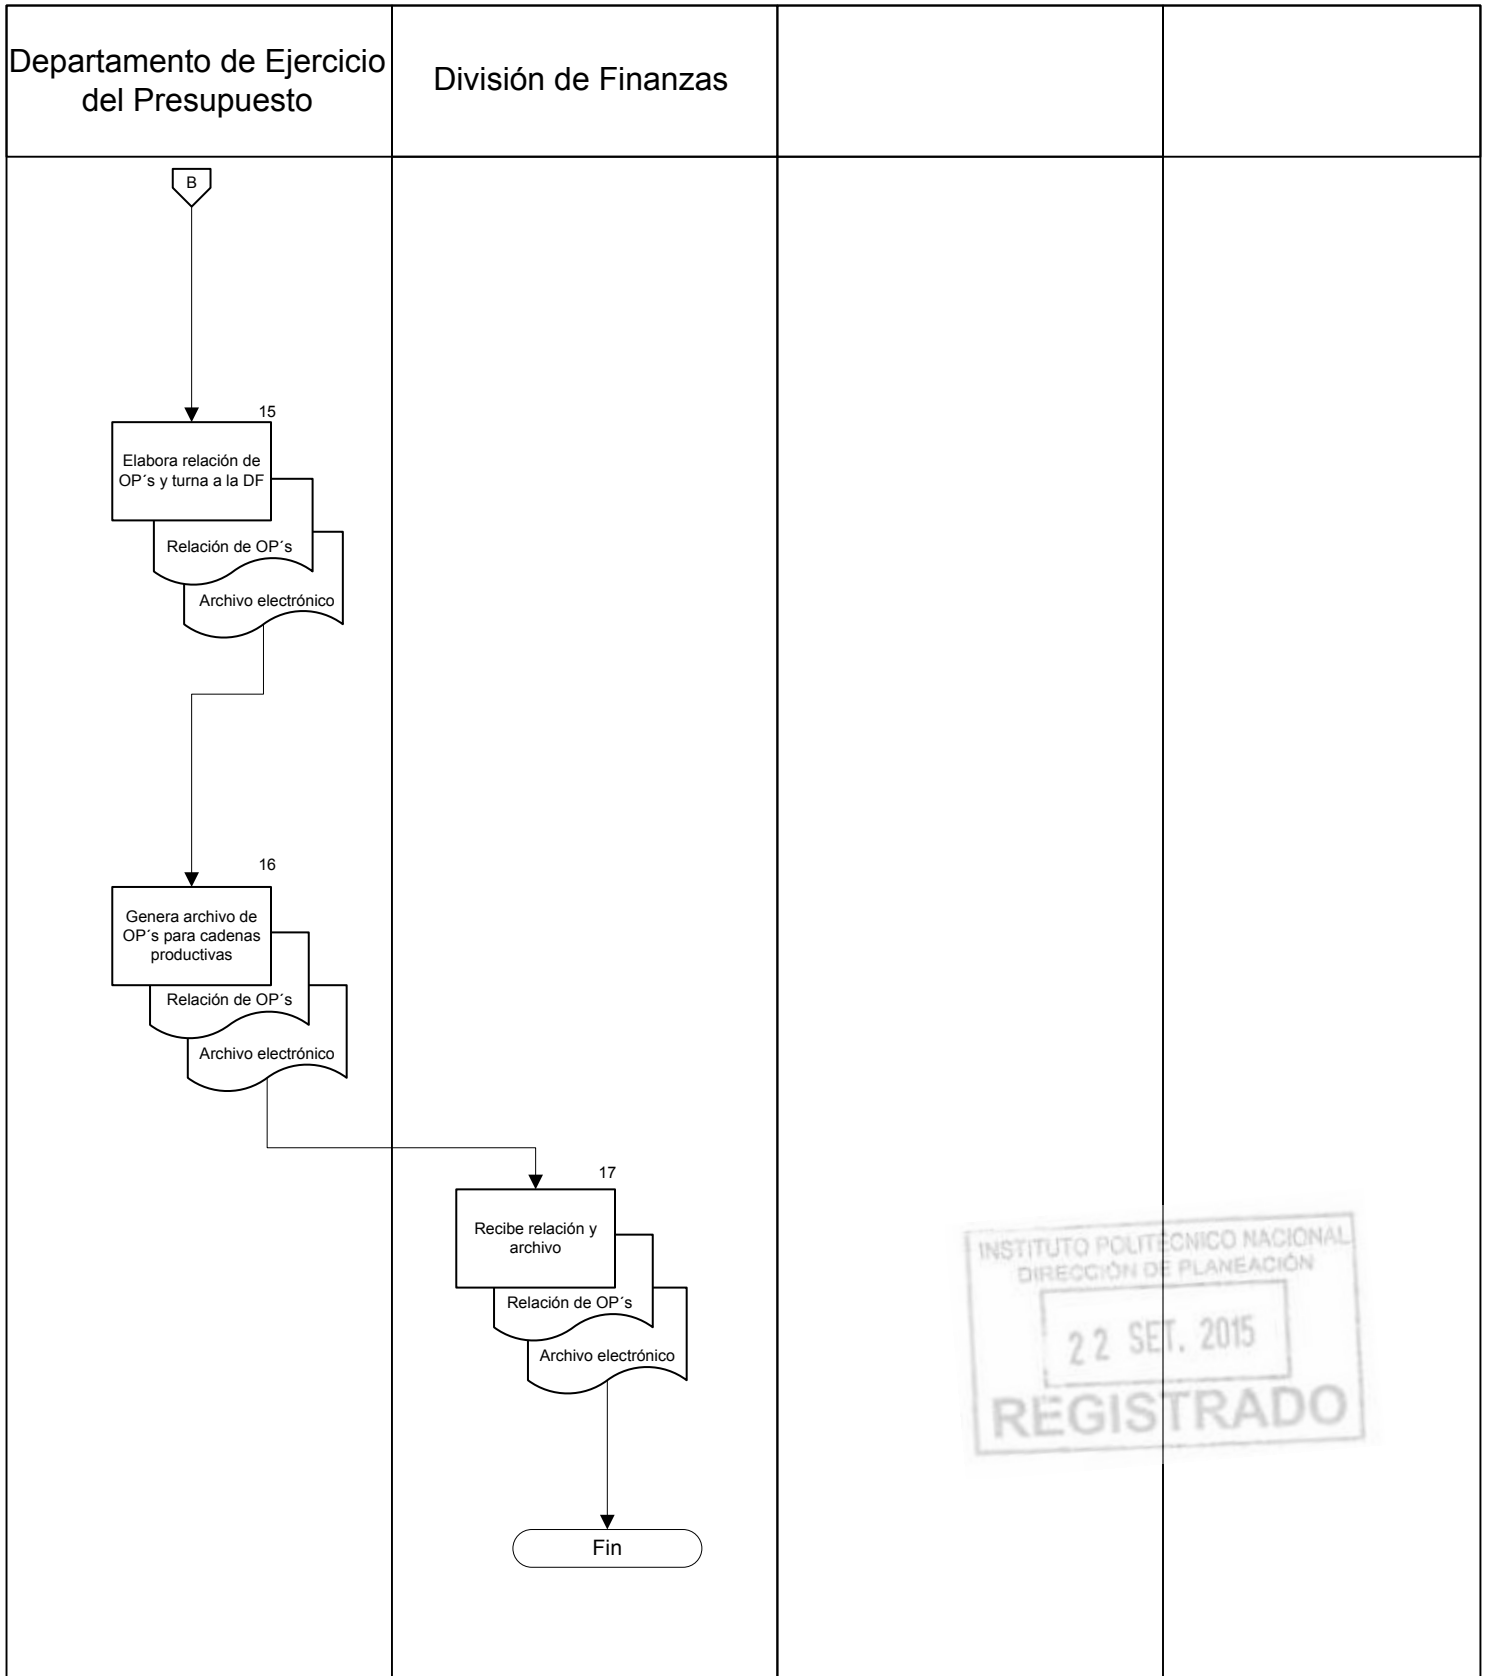 Departamento de Ejercicio
del Presupuesto
División de Finanzas
B
15
Elabora relación de
OP´s y turna a la DF
Relación de OP´s
Archivo electrónico
16
Genera archivo de
OP´s para cadenas
productivas
Relación de OP´s
Archivo electrónico
17
Recibe relación y
archivo
Relación de OP´s
Archivo electrónico
Fin
INSTITUTO POLITÉCNICO NACIONAL
DIRECCIÓN DE PLANEACIÓN
22 SET. 2015
REGISTRADO